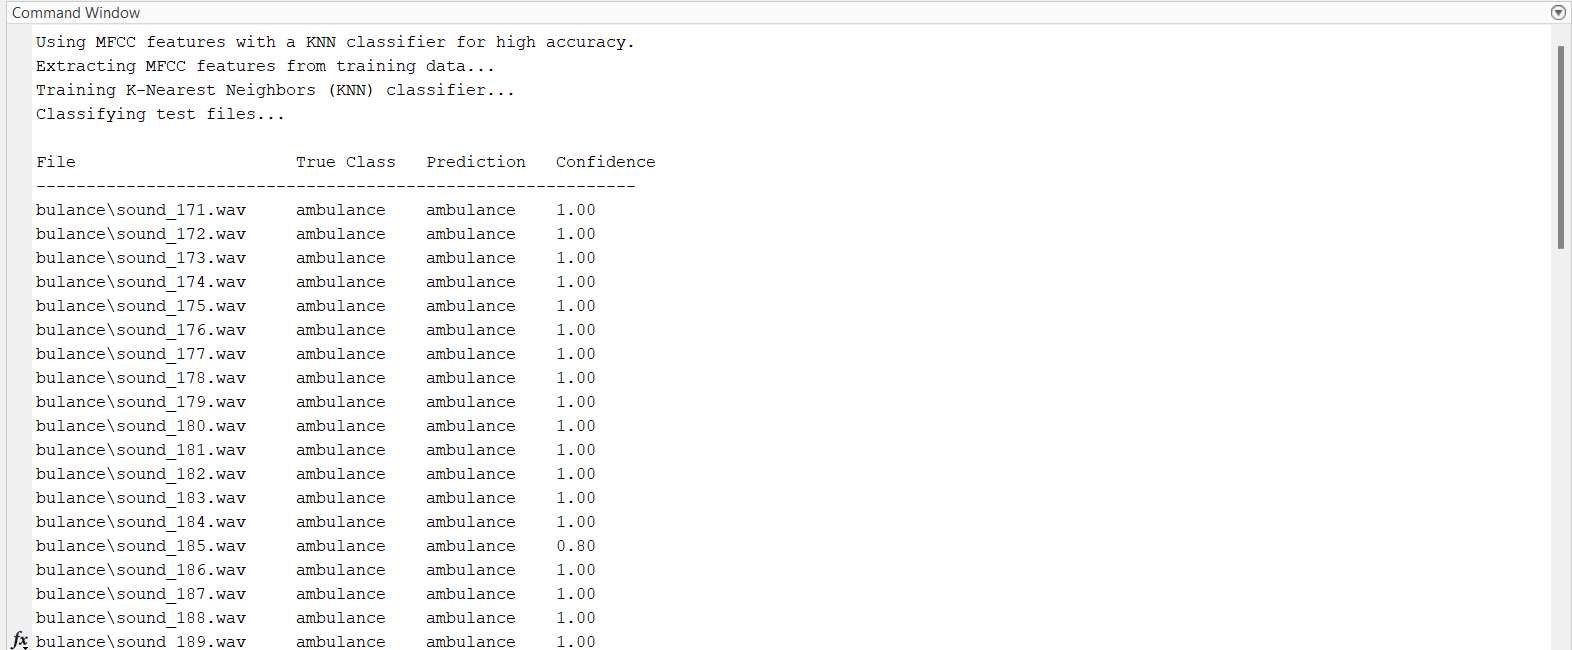 Command Window
Using MFCC features with a KNN classifier for high accuracy.
Extracting MFCC features from training data...
Training K-Nearest Neighbors (KNN) classifier...
Classifying test files...
File True Class Prediction Confidence
------------------------------------------------------------
bulance\sound_171.wav ambulance ambulance 1.00
bulance\sound_172.wav ambulance ambulance 1.00
bulance\sound_173.wav ambulance ambulance 1.00
bulance\sound_174.wav ambulance ambulance 1.00
bulance\sound_175.wav ambulance ambulance 1.00
bulance\sound_176.wav ambulance ambulance 1.00
bulance\sound_177.wav ambulance ambulance 1.00
bulance\sound_178.wav ambulance ambulance 1.00
bulance\sound_179.wav ambulance ambulance 1.00
bulance\sound_180.wav ambulance ambulance 1.00
bulance\sound_181.wav ambulance ambulance 1.00
bulance\sound_182.wav ambulance ambulance 1.00
bulance\sound_183.wav ambulance ambulance 1.00
bulance\sound_184.wav ambulance ambulance 1.00
bulance\sound_185.wav ambulance ambulance 0.80
bulance\sound_186.wav ambulance ambulance 1.00
bulance\sound_187.wav ambulance ambulance 1.00
bulance\sound_188.wav ambulance ambulance 1.00
fx bulance\sound_189.wav ambulance ambulance 1.00